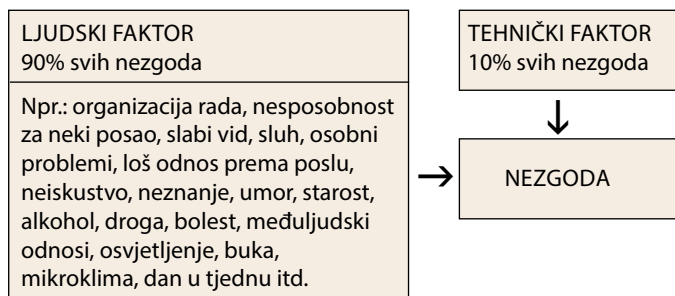 LJUDSKI FAKTOR
90% svih nezgoda
Npr.: organizacija rada, nesposobnost
za neki posao, slabi vid, sluh, osobni
problemi, loš odnos prema poslu,
neiskustvo, neznanje, umor, starost,
alkohol, droga, bolest, međuljudski
odnosi, osvjetljenje, buka,
mikroklima, dan u tjednu itd.
TEHNIČKI FAKTOR
10% svih nezgoda
NEZGODA